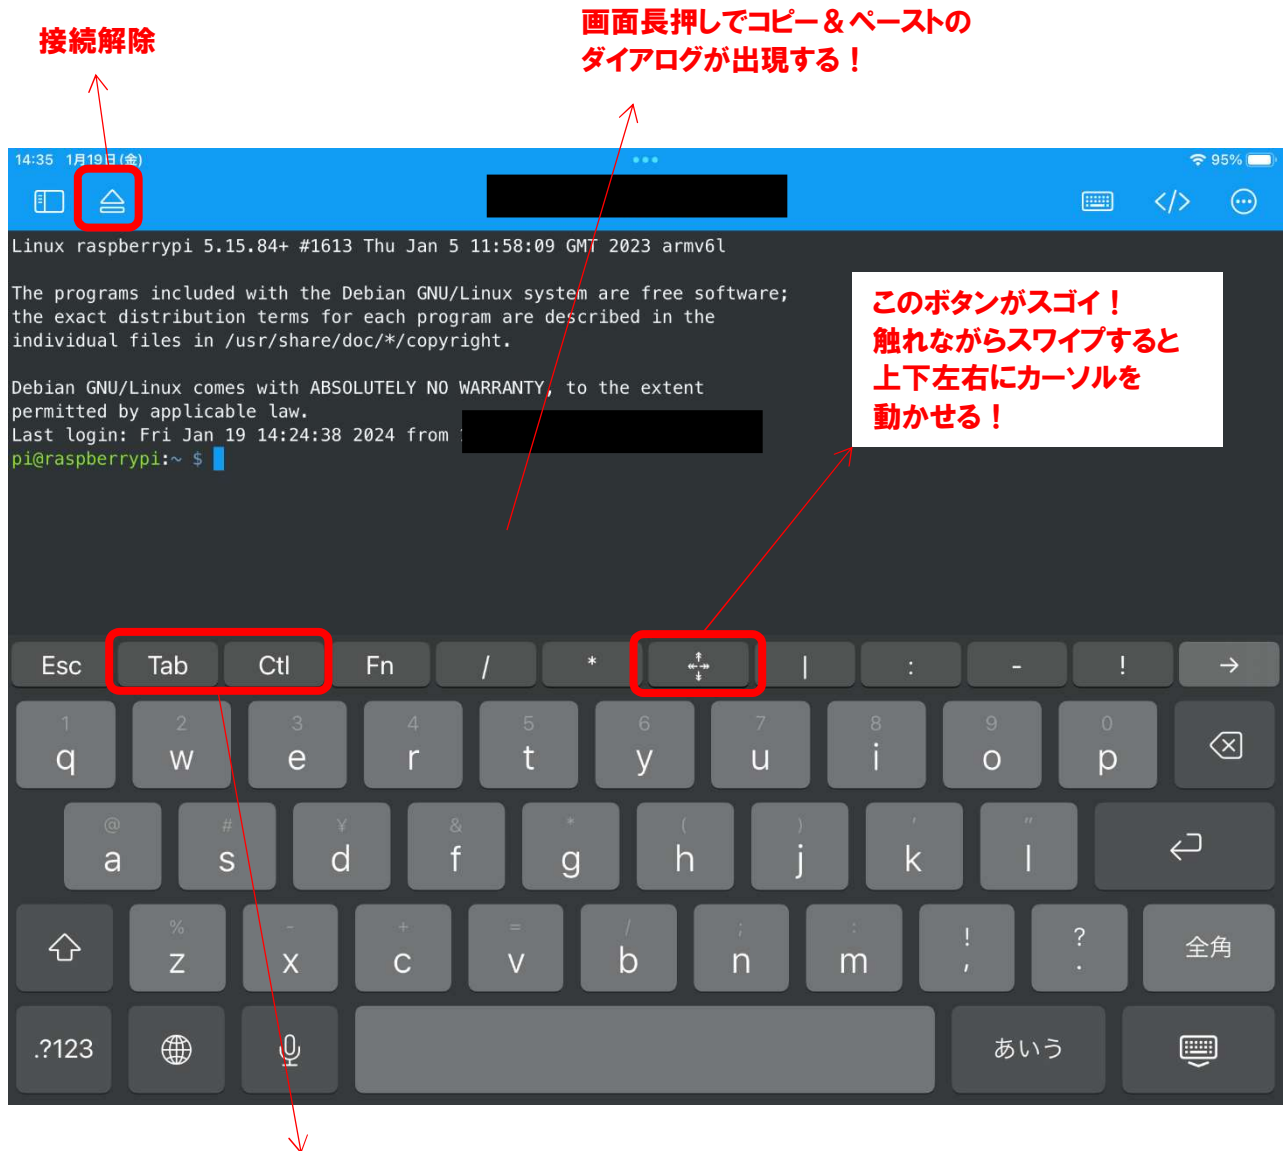 画面長押しでコピー＆ペーストの
接続解除
ダイアログが出現する！
14:35 1月19日(金)
95%
</>
Linux raspberrypi 5.15.84+ #1613 Thu Jan 5 11:58:09 GMT 2023 armv6l
The programs included with the Debian GNU/Linux system are free software;
the exact distribution terms for each program are described in the
individual files in /usr/share/doc/*/copyright.
Debian GNU/Linux comes with ABSOLUTELY NO WARRANTY, to the extent
permitted by applicable law.
Last login: Fri Jan 19 14:24:38 2024 from
pi@raspberrypi:~ $
このボタンがスゴイ！
触れながらスワイプすると
上下左右にカーソルを
動かせる！
Esc Tab Ctl Fn / * | : - ! →
1 2 3 4 5 6 7 8 9 0
q w e r t y u i o p
@ # ¥ & * ( ) ' "
a s d f g h j k l
% - + = / ; : ! ?
z x c v b n m , . 全角
.?123 あいう